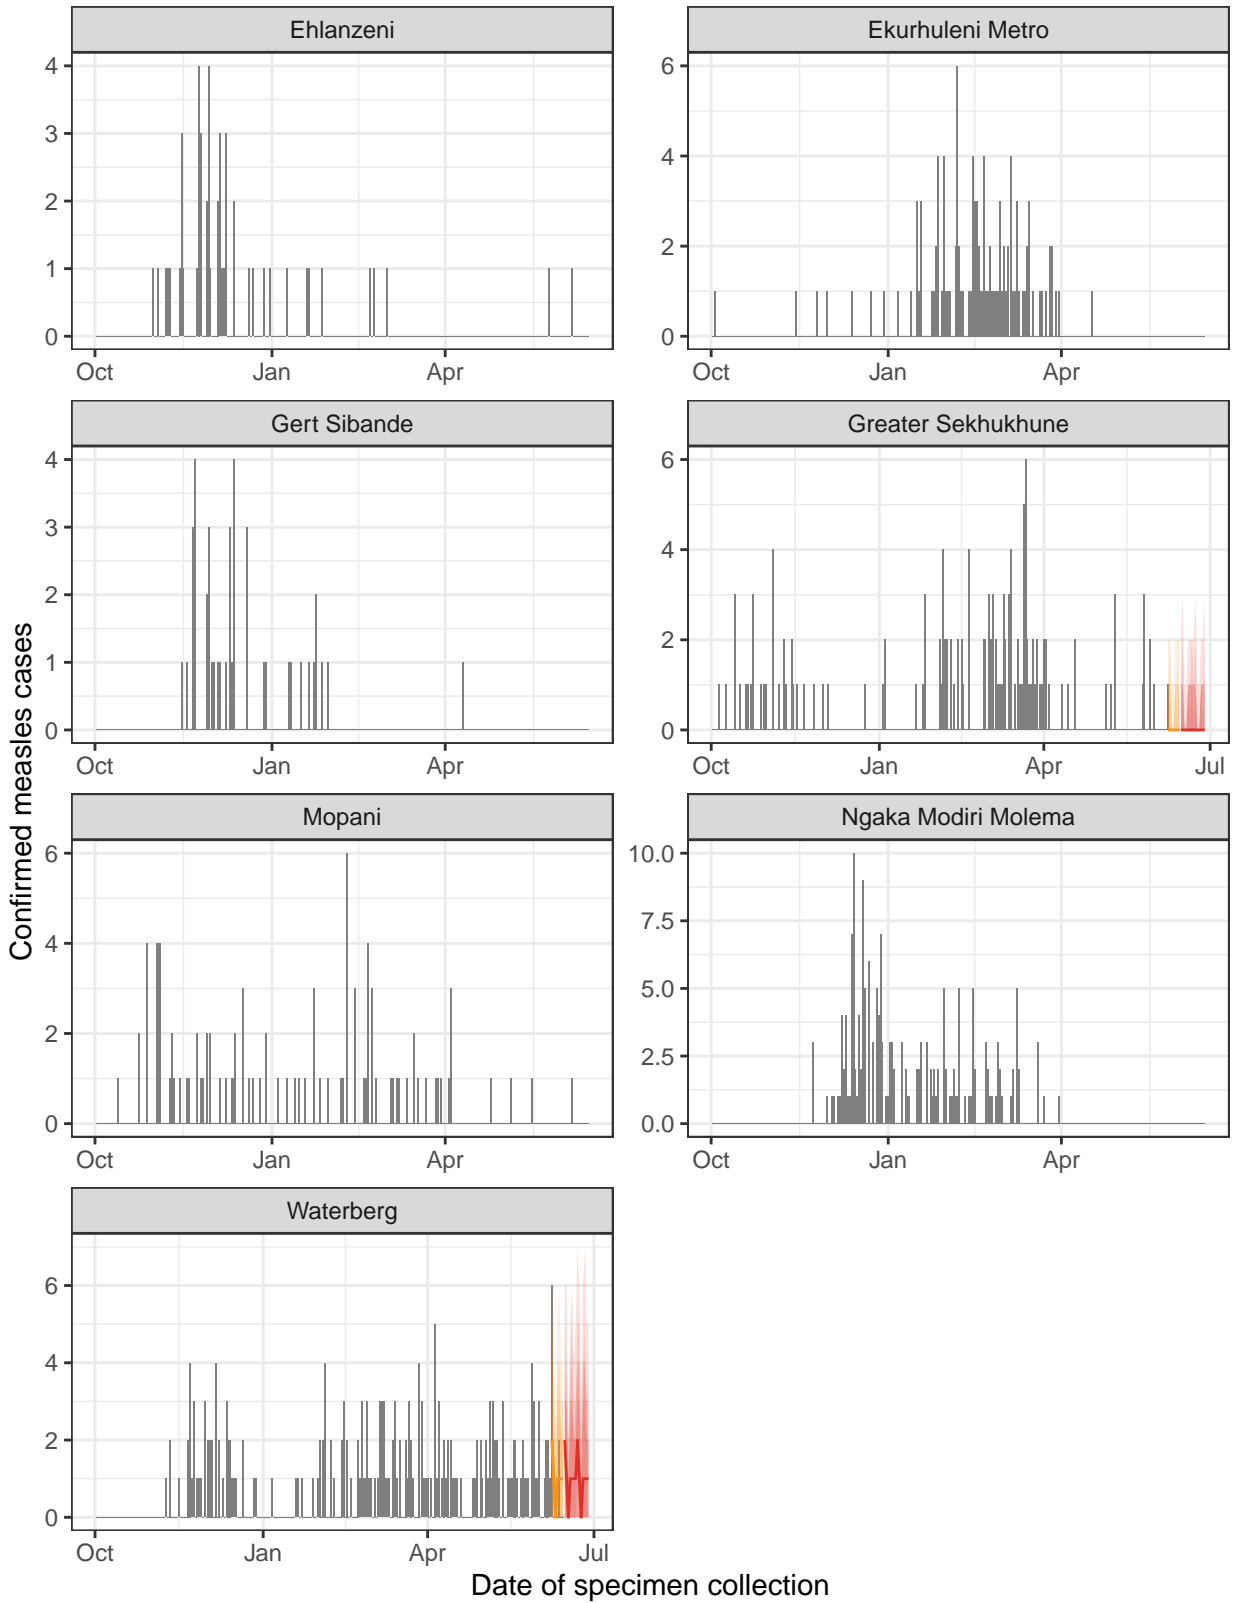 Ehlanzeni
4
3
2
1
0
Oct Jan Apr
Ekurhuleni Metro
6
4
2
0
Oct Jan Apr
Gert Sibande
4
3
2
1
0
Oct Jan Apr
Greater Sekhukhune
6
4
2
0
Oct Jan Apr Jul
Mopani
6
4
2
0
Oct Jan Apr
Ngaka Modiri Molema
10.0
7.5
5.0
2.5
0.0
Oct Jan Apr
Waterberg
6
4
2
0
Oct Jan Apr Jul
Confirmed measles cases
Date of specimen collection